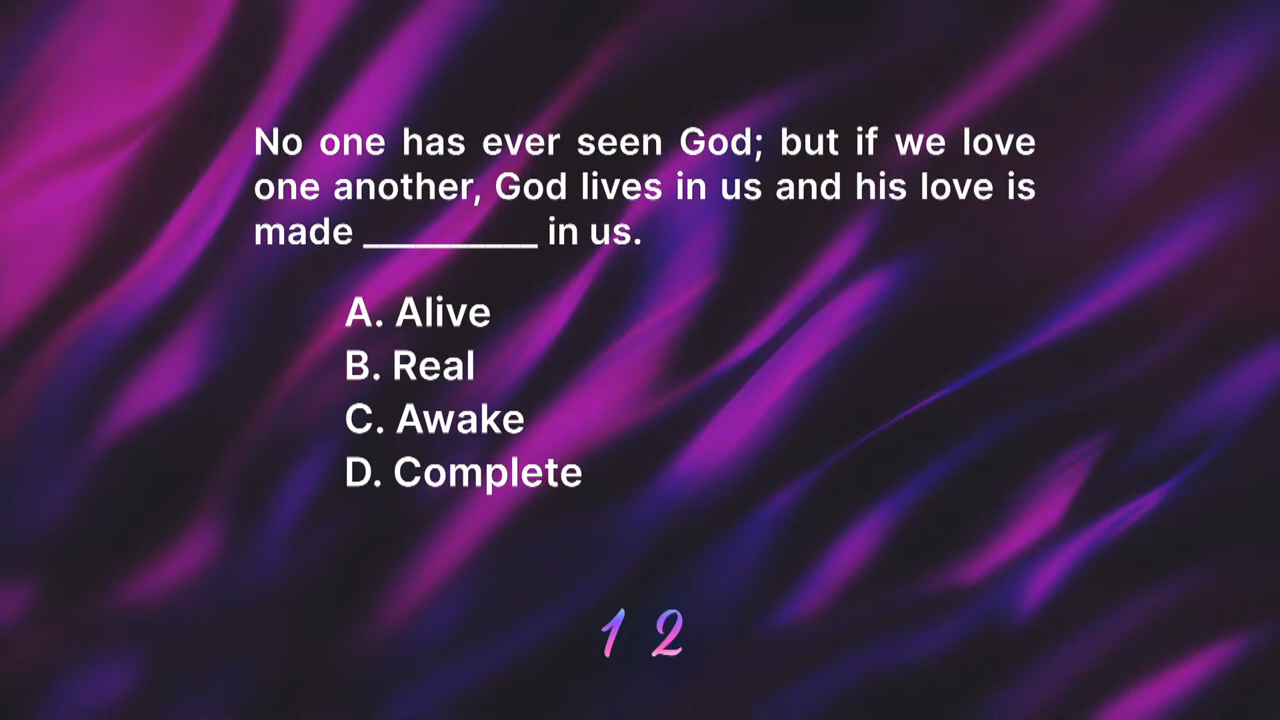 No one has ever seen God; but if we love
one another, God lives in us and his love is
made __________ in us.
A. Alive
B. Real
C. Awake
D. Complete
1 2